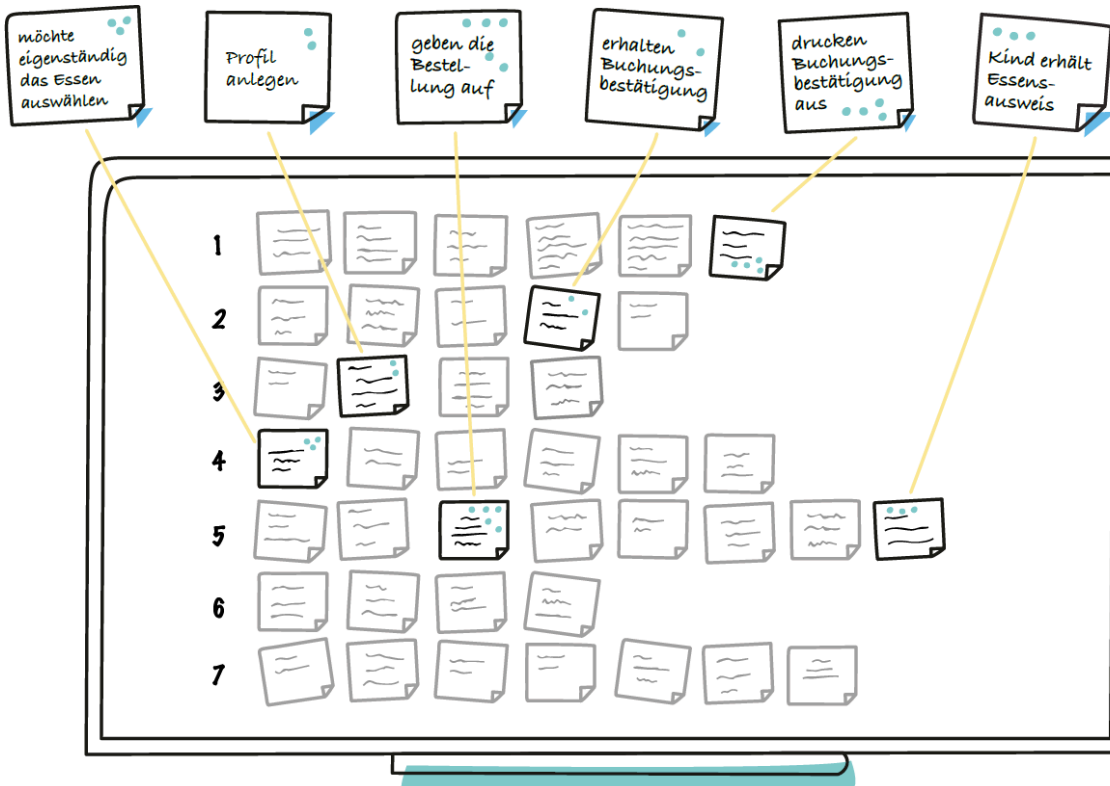 möchte
eigenständig
das Essen
auswählen
Profil
anlegen
geben die
Bestel-
lung auf
erhalten
Buchungs-
bestätigung
drucken
Buchungs-
bestätigung
aus
Kind erhält
Essens-
ausweis
1
2
3
4
5
6
7